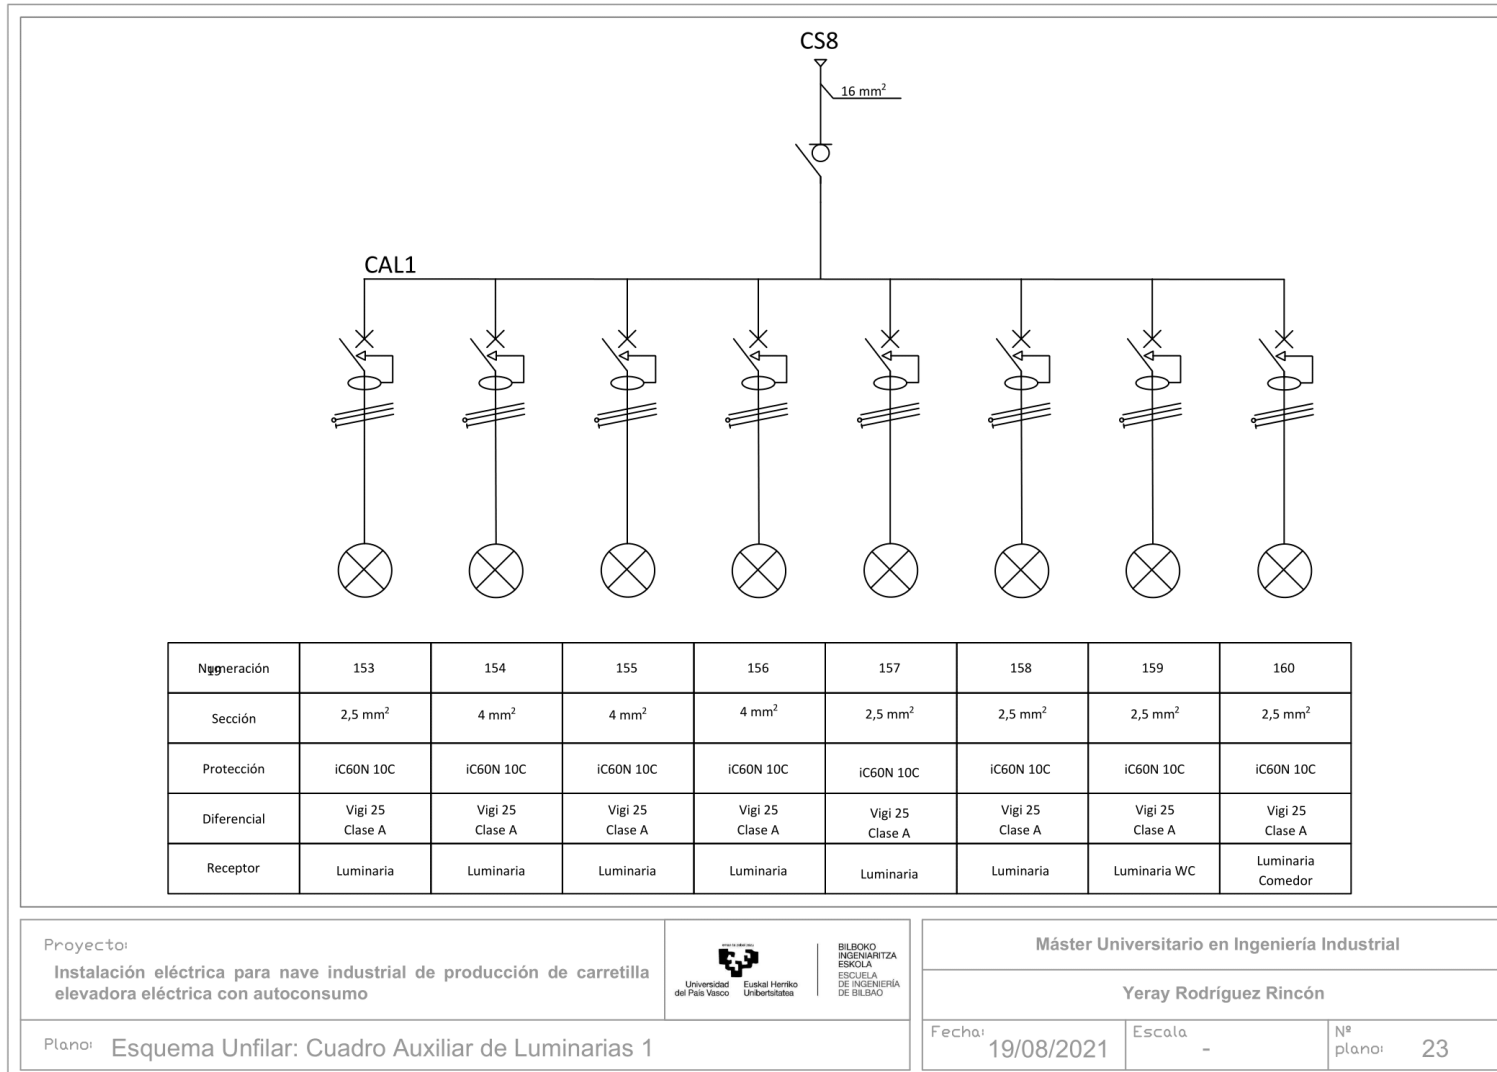 CS8
16 mm²
CAL1
Numeración 153 154 155 156 157 158 159 160
Sección 2,5 mm² 4 mm² 4 mm² 4 mm² 2,5 mm² 2,5 mm² 2,5 mm² 2,5 mm²
Protección iC60N 10C iC60N 10C iC60N 10C iC60N 10C iC60N 10C iC60N 10C iC60N 10C iC60N 10C
Diferencial Vigi 25 Vigi 25 Vigi 25 Vigi 25 Vigi 25 Vigi 25 Vigi 25 Vigi 25
Clase A Clase A Clase A Clase A Clase A Clase A Clase A Clase A
Receptor Luminaria Luminaria Luminaria Luminaria Luminaria Luminaria Luminaria WC Luminaria
Comedor
Proyecto:
Instalación eléctrica para nave industrial de producción de carretilla
elevadora eléctrica con autoconsumo
Universidad
del País Vasco
Euskal Herriko
Unibertsitatea
BILBOKO
INGENIARITZA
ESKOLA
ESCUELA
DE INGENIERÍA
DE BILBAO
Plano: Esquema Unfilar: Cuadro Auxiliar de Luminarias 1
Máster Universitario en Ingeniería Industrial
Yeray Rodríguez Rincón
Fecha: 19/08/2021
Escala -
Nº
plano: 23